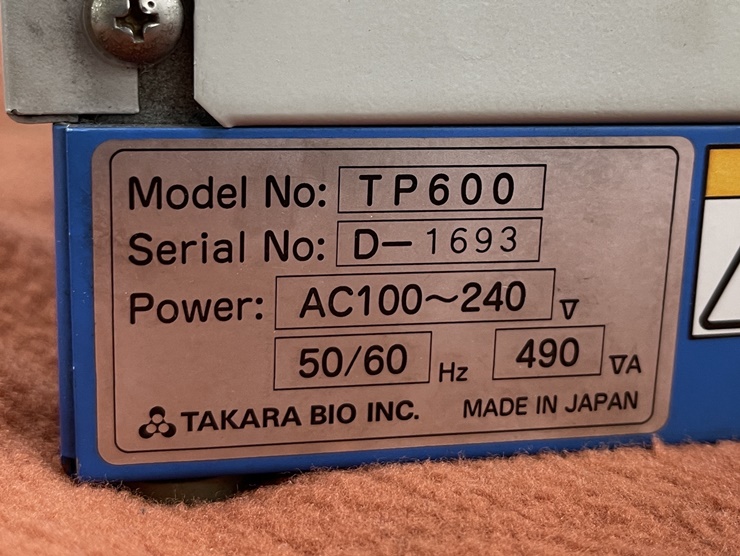 Model No: TP600
Serial No: D－1693
Power: AC100～240 V
50/60 Hz 490 VA
TAKARA BIO INC. MADE IN JAPAN